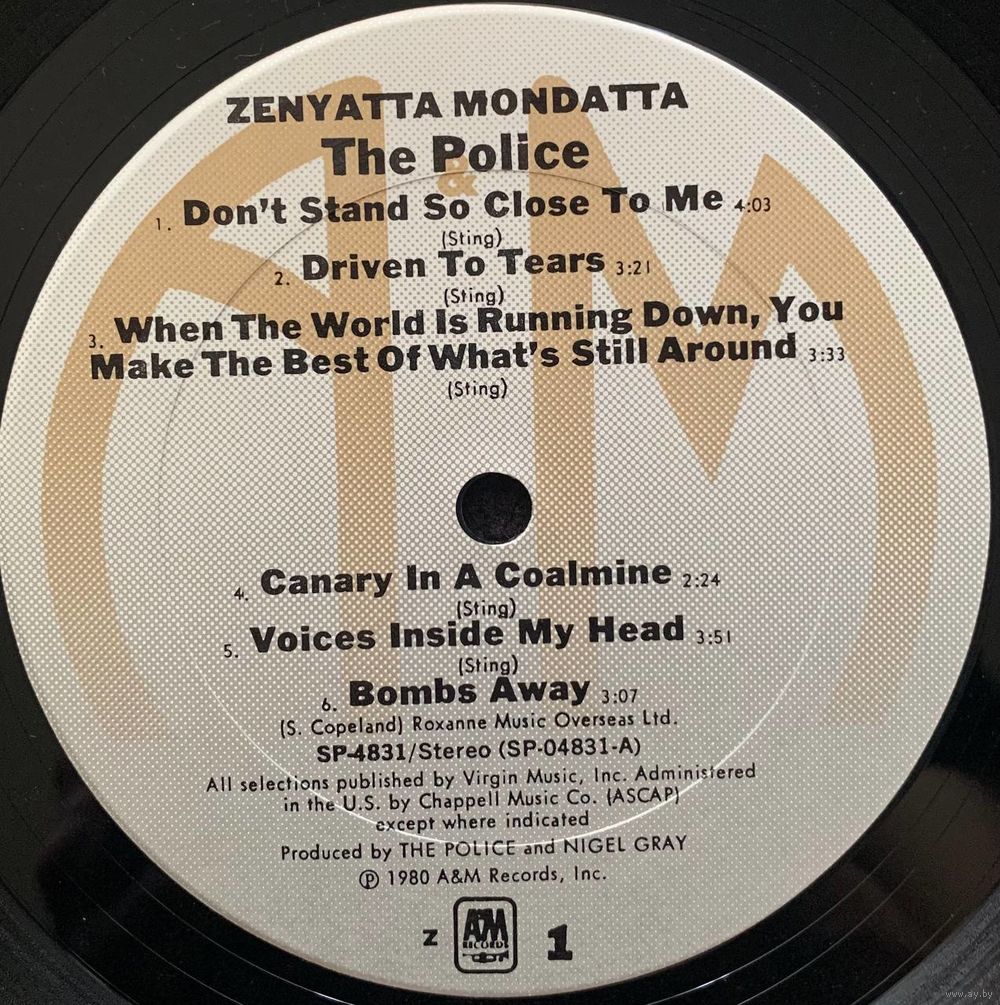 ZENYATTA MONDATTA
The Police
&
1. Don't Stand So Close To Me 4:03
(Sting)
2. Driven To Tears 3:21
(Sting)
3. When The World Is Running Down, You
Make The Best Of What's Still Around 3:33
(Sting)
4. Canary In A Coalmine 2:24
(Sting)
5. Voices Inside My Head 3:51
(Sting)
6. Bombs Away 3:07
(S. Copeland) Roxanne Music Overseas Ltd.
SP-4831/Stereo (SP-04831-A)
All selections published by Virgin Music, Inc. Administered
in the U.S. by Chappell Music Co. (ASCAP)
except where indicated
Produced by THE POLICE and NIGEL GRAY
℗ 1980 A&M Records, Inc.
Z A&M RECORDS 1
www.ay.by